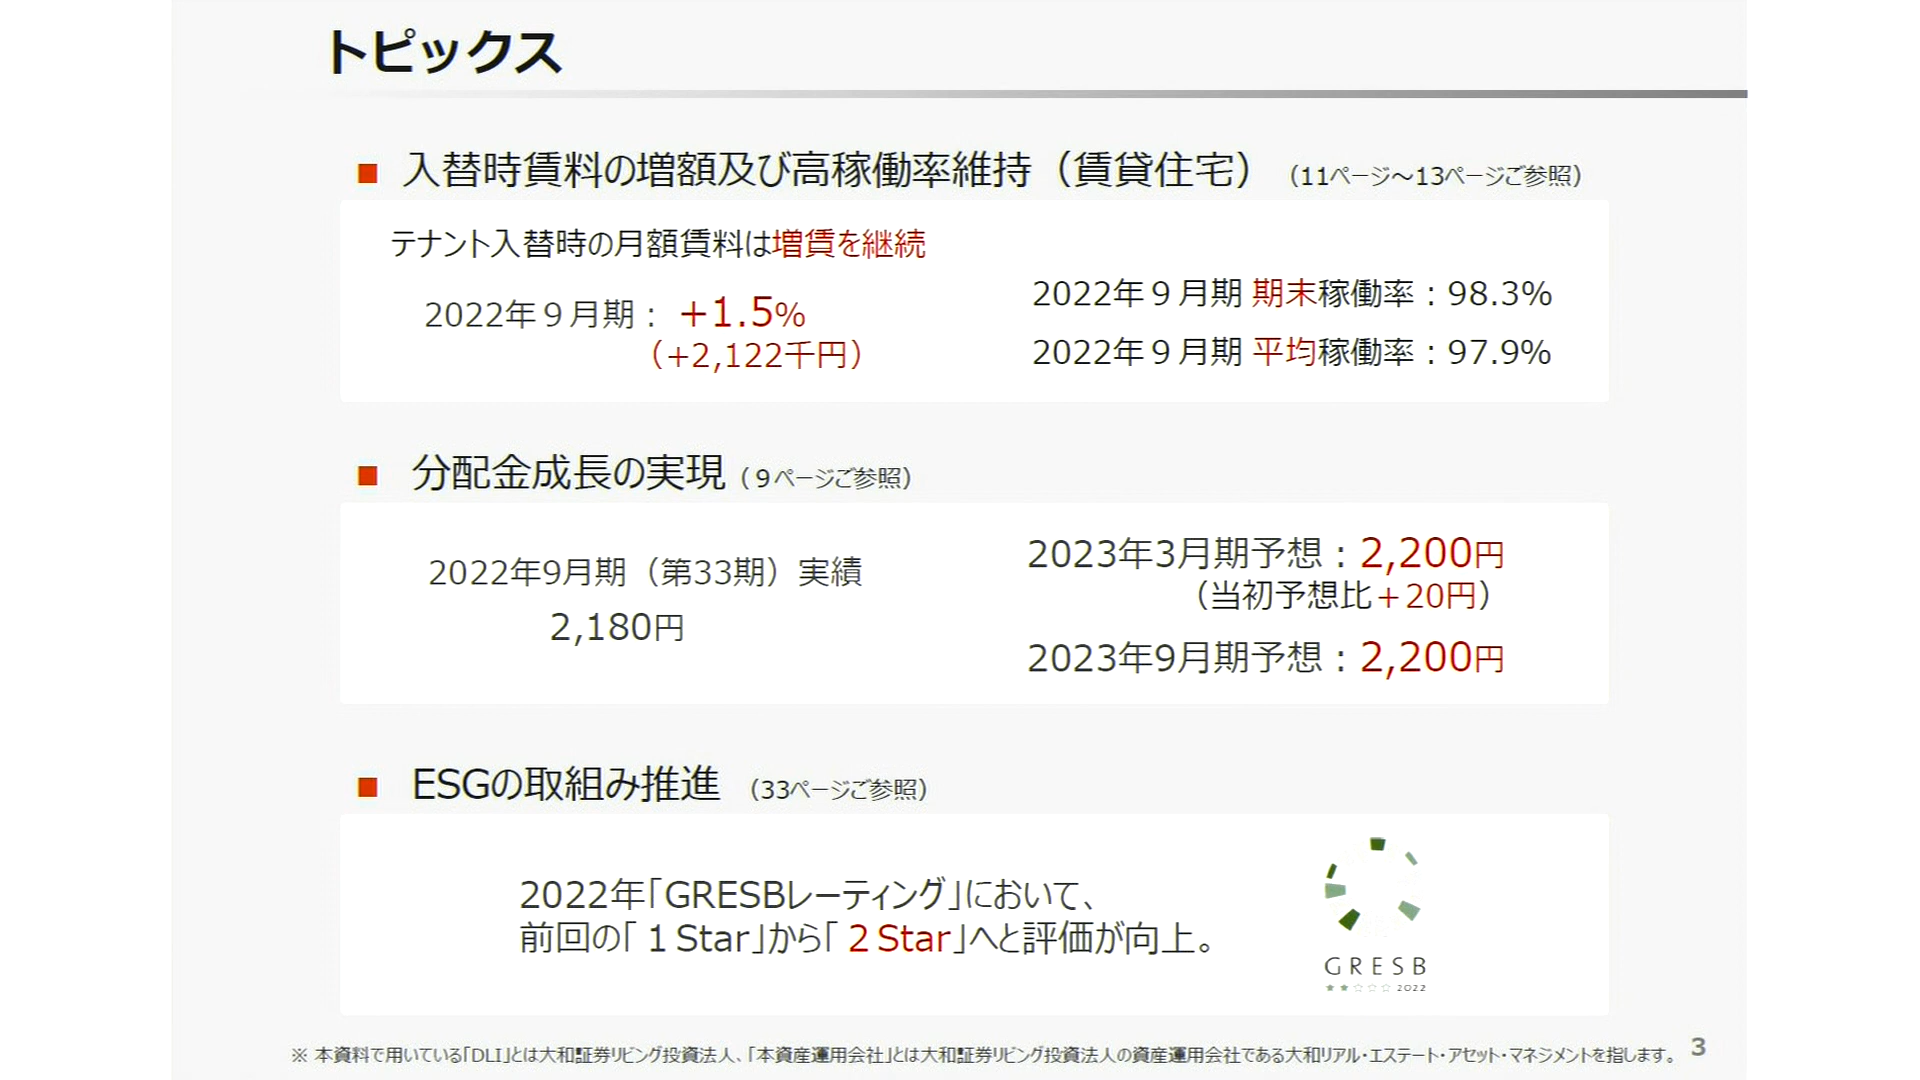 トピックス
■ 入替時賃料の増額及び高稼働率維持（賃貸住宅） （11ページ～13ページご参照）
テナント入替時の月額賃料は増賃を継続
2022年９月期： +1.5%
（+2,122千円）
2022年９月期 期末稼働率：98.3%
2022年９月期 平均稼働率：97.9%
■ 分配金成長の実現（９ページご参照）
2022年9月期（第33期）実績
2,180円
2023年3月期予想：2,200円
（当初予想比＋20円）
2023年9月期予想：2,200円
■ ESGの取組み推進 （33ページご参照）
2022年「GRESBレーティング」において、
前回の「１Star」から「２Star」へと評価が向上。
GRESB
★★☆☆☆ 2022
※ 本資料で用いている「DLI」とは大和証券リビング投資法人、「本資産運用会社」とは大和証券リビング投資法人の資産運用会社である大和リアル・エステート・アセット・マネジメントを指します。
3